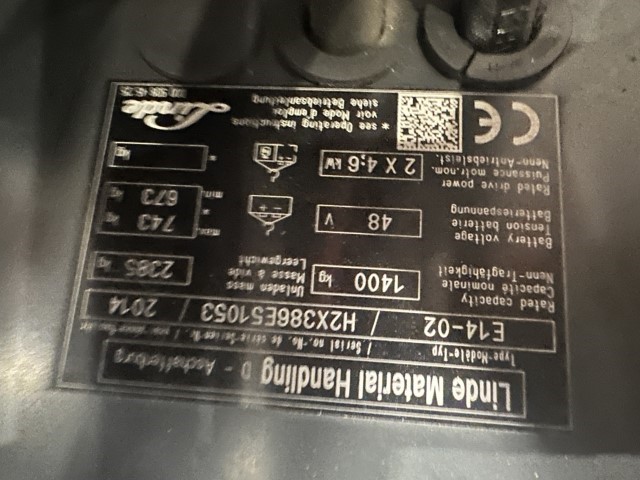 Linde Material Handling D - Aschaffenburg
Type-Modèle-Typ / Serial no./No. de série/Serien-Nr. /
E14-02 / H2X386E51053 / 2014
Rated capacity
Capacité nominale
Nenn-Tragfähigkeit
1400 kg
Unladen mass
Masse à vide
Leergewicht
2385 kg
Battery voltage
Tension batterie
Batteriespannung
48 V
max. 743 kg
min. 673 kg
Rated drive power
Puissance motr.nom.
Nenn-Antriebsleist.
2 X 4,6 kW
* kg
CE
* see Operating instructions
voir Mode d'emploi
siehe Betriebsanleitung
Linde